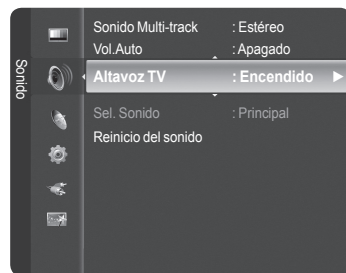 Sonido
Sonido Multi-track : Estéreo
Vol.Auto : Apagado
Altavoz TV : Encendido
Sel. Sonido : Principal
Reinicio del sonido